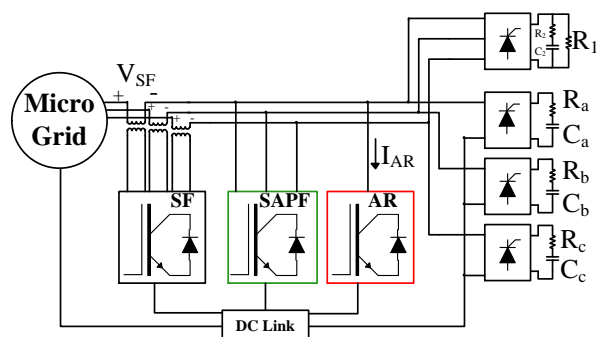 V_SF
+ -
+ -
+ -
Micro
Grid
I_AR
SF
SAPF
AR
DC Link
R_2
C_2
R_1
R_a
C_a
R_b
C_b
R_c
C_c